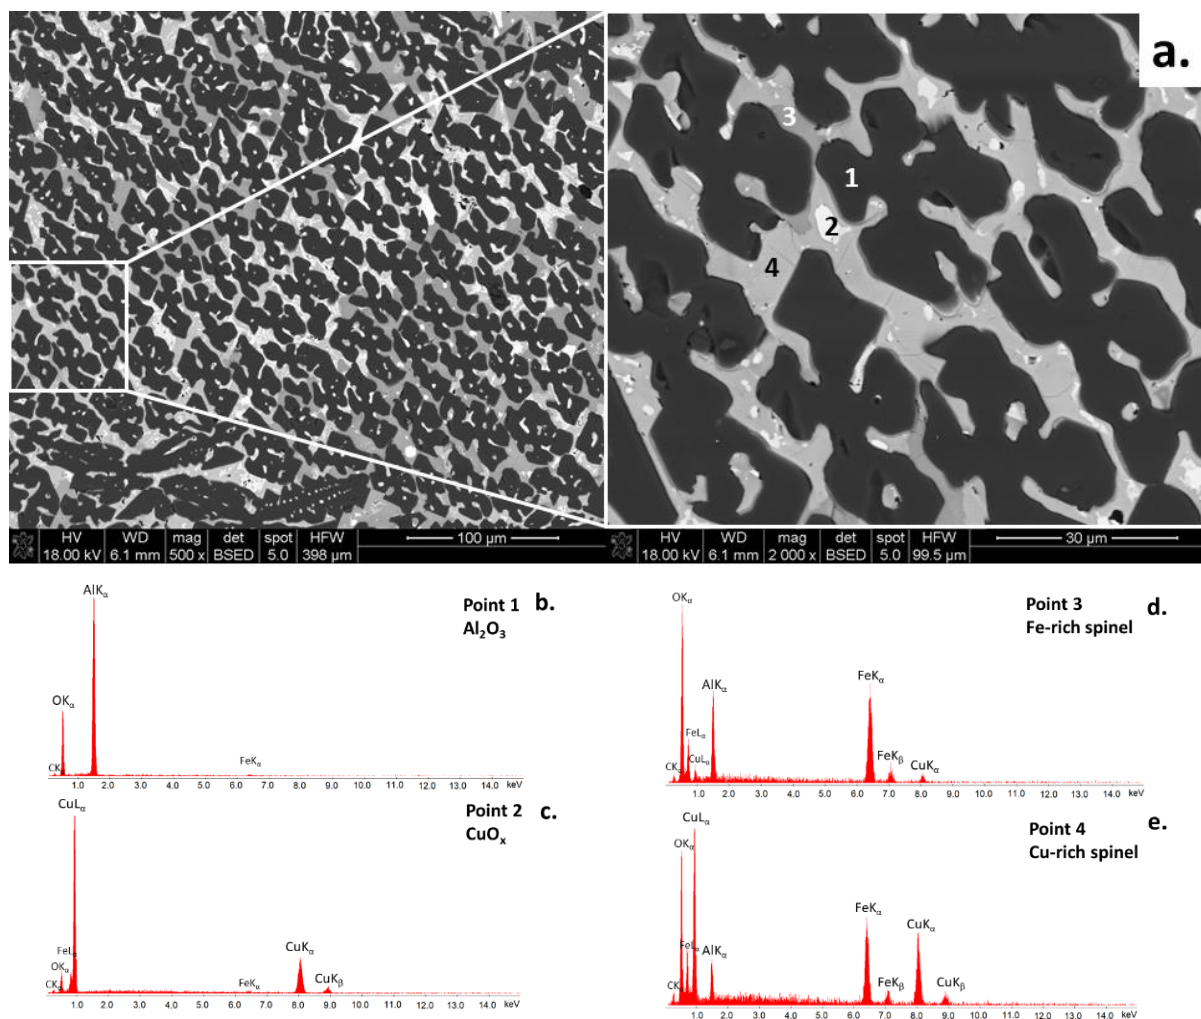 a.
3
1
2
4
HV WD mag det spot HFW
18.00 kV 6.1 mm 500 x BSED 5.0 398 µm
100 µm
HV WD mag det spot HFW
18.00 kV 6.1 mm 2 000 x BSED 5.0 99.5 µm
30 µm
AlKα
Point 1 b.
Al₂O₃
OKα
CK
FeKα
1.0 2.0 3.0 4.0 5.0 6.0 7.0 8.0 9.0 10.0 11.0 12.0 13.0 14.0 keV
OKα
Point 3 d.
Fe-rich spinel
AlKα
FeKα
FeLα
FeKβ
CK
CuLα
CuKα
1.0 2.0 3.0 4.0 5.0 6.0 7.0 8.0 9.0 10.0 11.0 12.0 13.0 14.0 keV
CuLα
Point 2 c.
CuOₓ
CuKα
FeLα
OKα
CK
FeKα
CuKβ
1.0 2.0 3.0 4.0 5.0 6.0 7.0 8.0 9.0 10.0 11.0 12.0 13.0 14.0 keV
CuLα
Point 4 e.
Cu-rich spinel
OKα
FeKα
CuKα
FeLα
AlKα
CK
FeKβ
CuKβ
1.0 2.0 3.0 4.0 5.0 6.0 7.0 8.0 9.0 10.0 11.0 12.0 13.0 14.0 keV